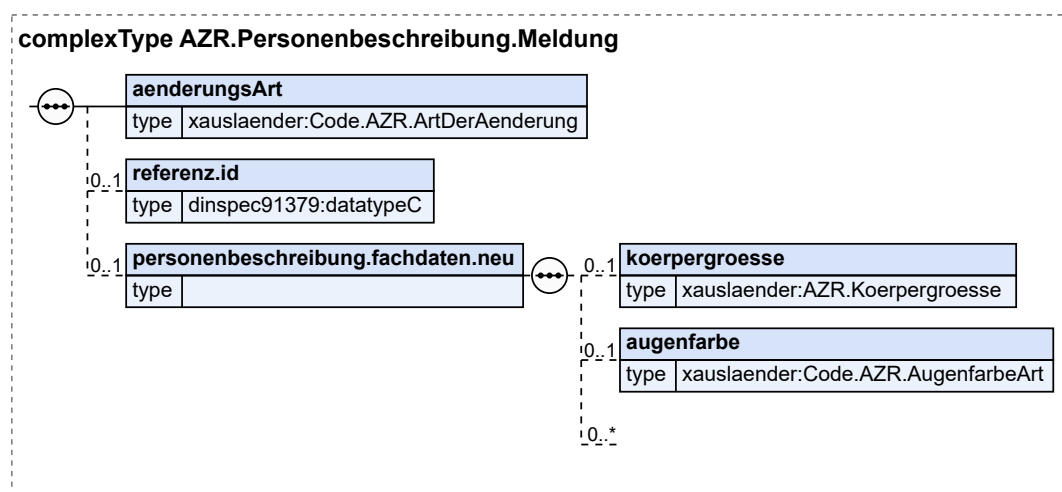 complexType AZR.Personenbeschreibung.Meldung
aenderungsArt
type xauslaender:Code.AZR.ArtDerAenderung
0..1 referenz.id
type dinspec91379:datatypeC
0..1 personenbeschreibung.fachdaten.neu
type
0..1 koerpergroesse
type xauslaender:AZR.Koerpergroesse
0..1 augenfarbe
type xauslaender:Code.AZR.AugenfarbeArt
0..*